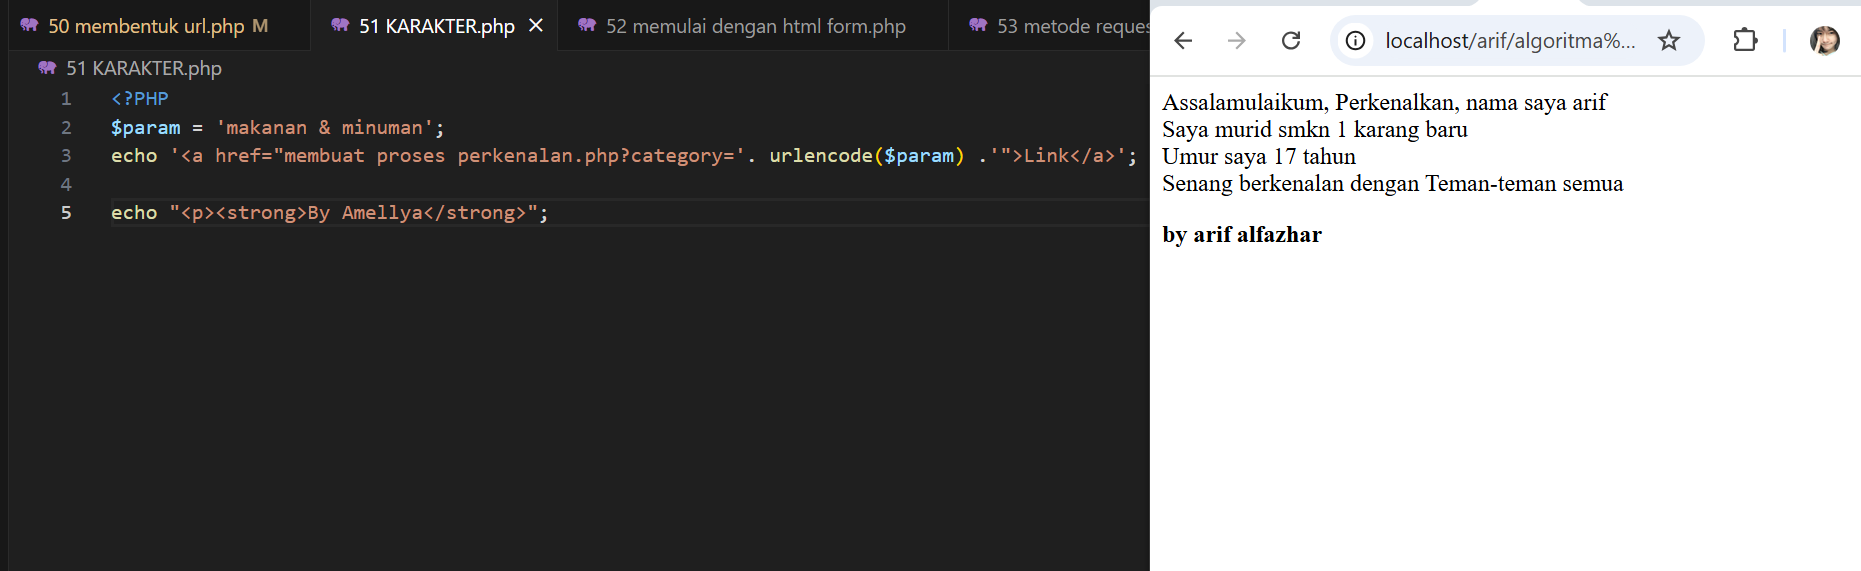 50 membentuk url.php M
51 KARAKTER.php
52 memulai dengan html form.php
53 metode reques
localhost/arif/algoritma%...
51 KARAKTER.php
1 <?PHP
2 $param = 'makanan & minuman';
3 echo '<a href="membuat proses perkenalan.php?category='. urlencode($param) .'">Link</a>';
4
5 echo "<p><strong>By Amellya</strong>";
Assalamulaikum, Perkenalkan, nama saya arif
Saya murid smkn 1 karang baru
Umur saya 17 tahun
Senang berkenalan dengan Teman-teman semua
by arif alfazhar